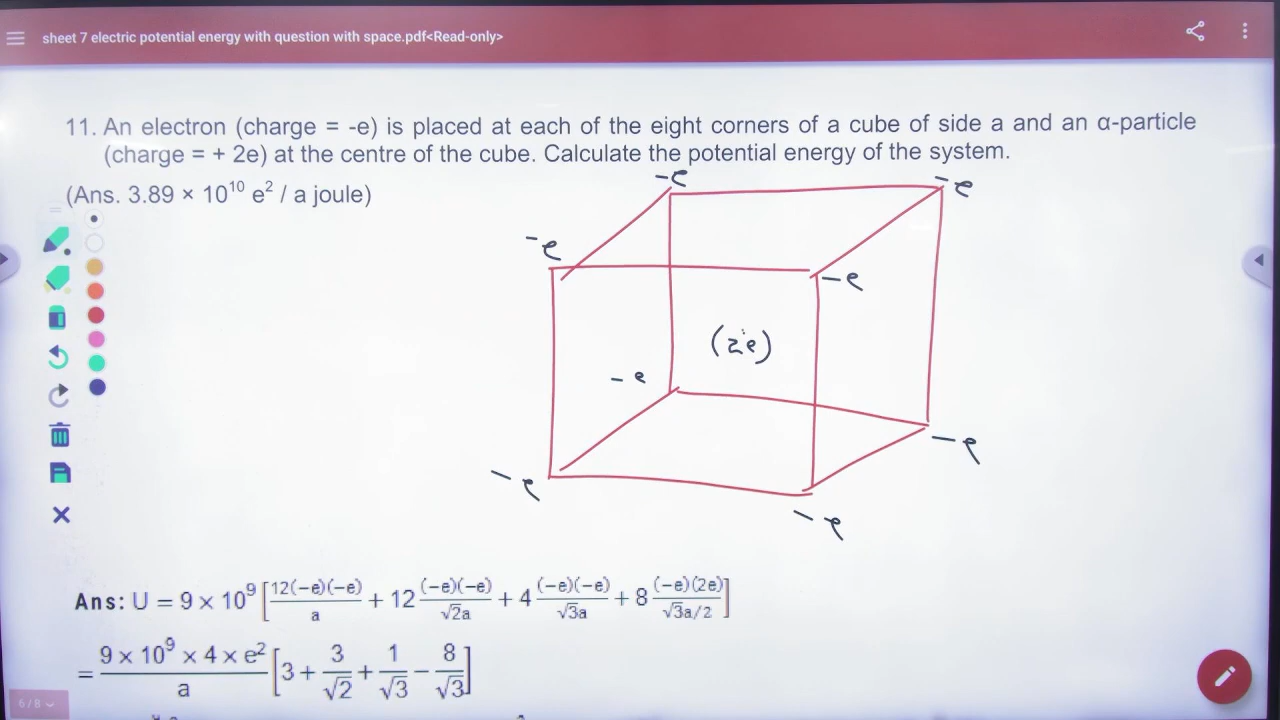 sheet 7 electric potential energy with question with space.pdf<Read-only>
11. An electron (charge = -e) is placed at each of the eight corners of a cube of side a and an α-particle
(charge = + 2e) at the centre of the cube. Calculate the potential energy of the system.
(Ans. 3.89 × 10¹⁰ e² / a joule)
-e
-e
-e
-e
(2e)
-e
-e
-e
-e
Ans: U = 9 × 10⁹ [12(−e)(−e)/a + 12 (−e)(−e)/√2a + 4 (−e)(−e)/√3a + 8 (−e)(2e)/√3a/2]
= 9 × 10⁹ × 4 × e²/a [3 + 3/√2 + 1/√3 − 8/√3]
6/8